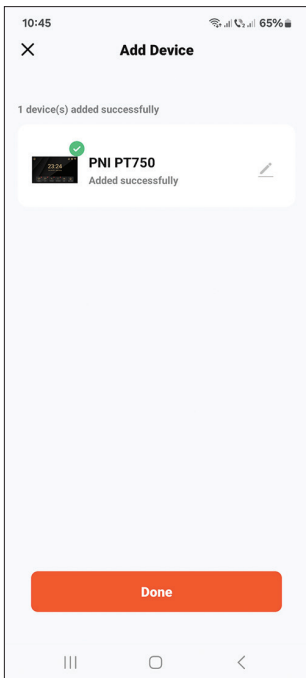 10:45
65%
Add Device
1 device(s) added successfully
23:24
PNI PT750
Added successfully
Done